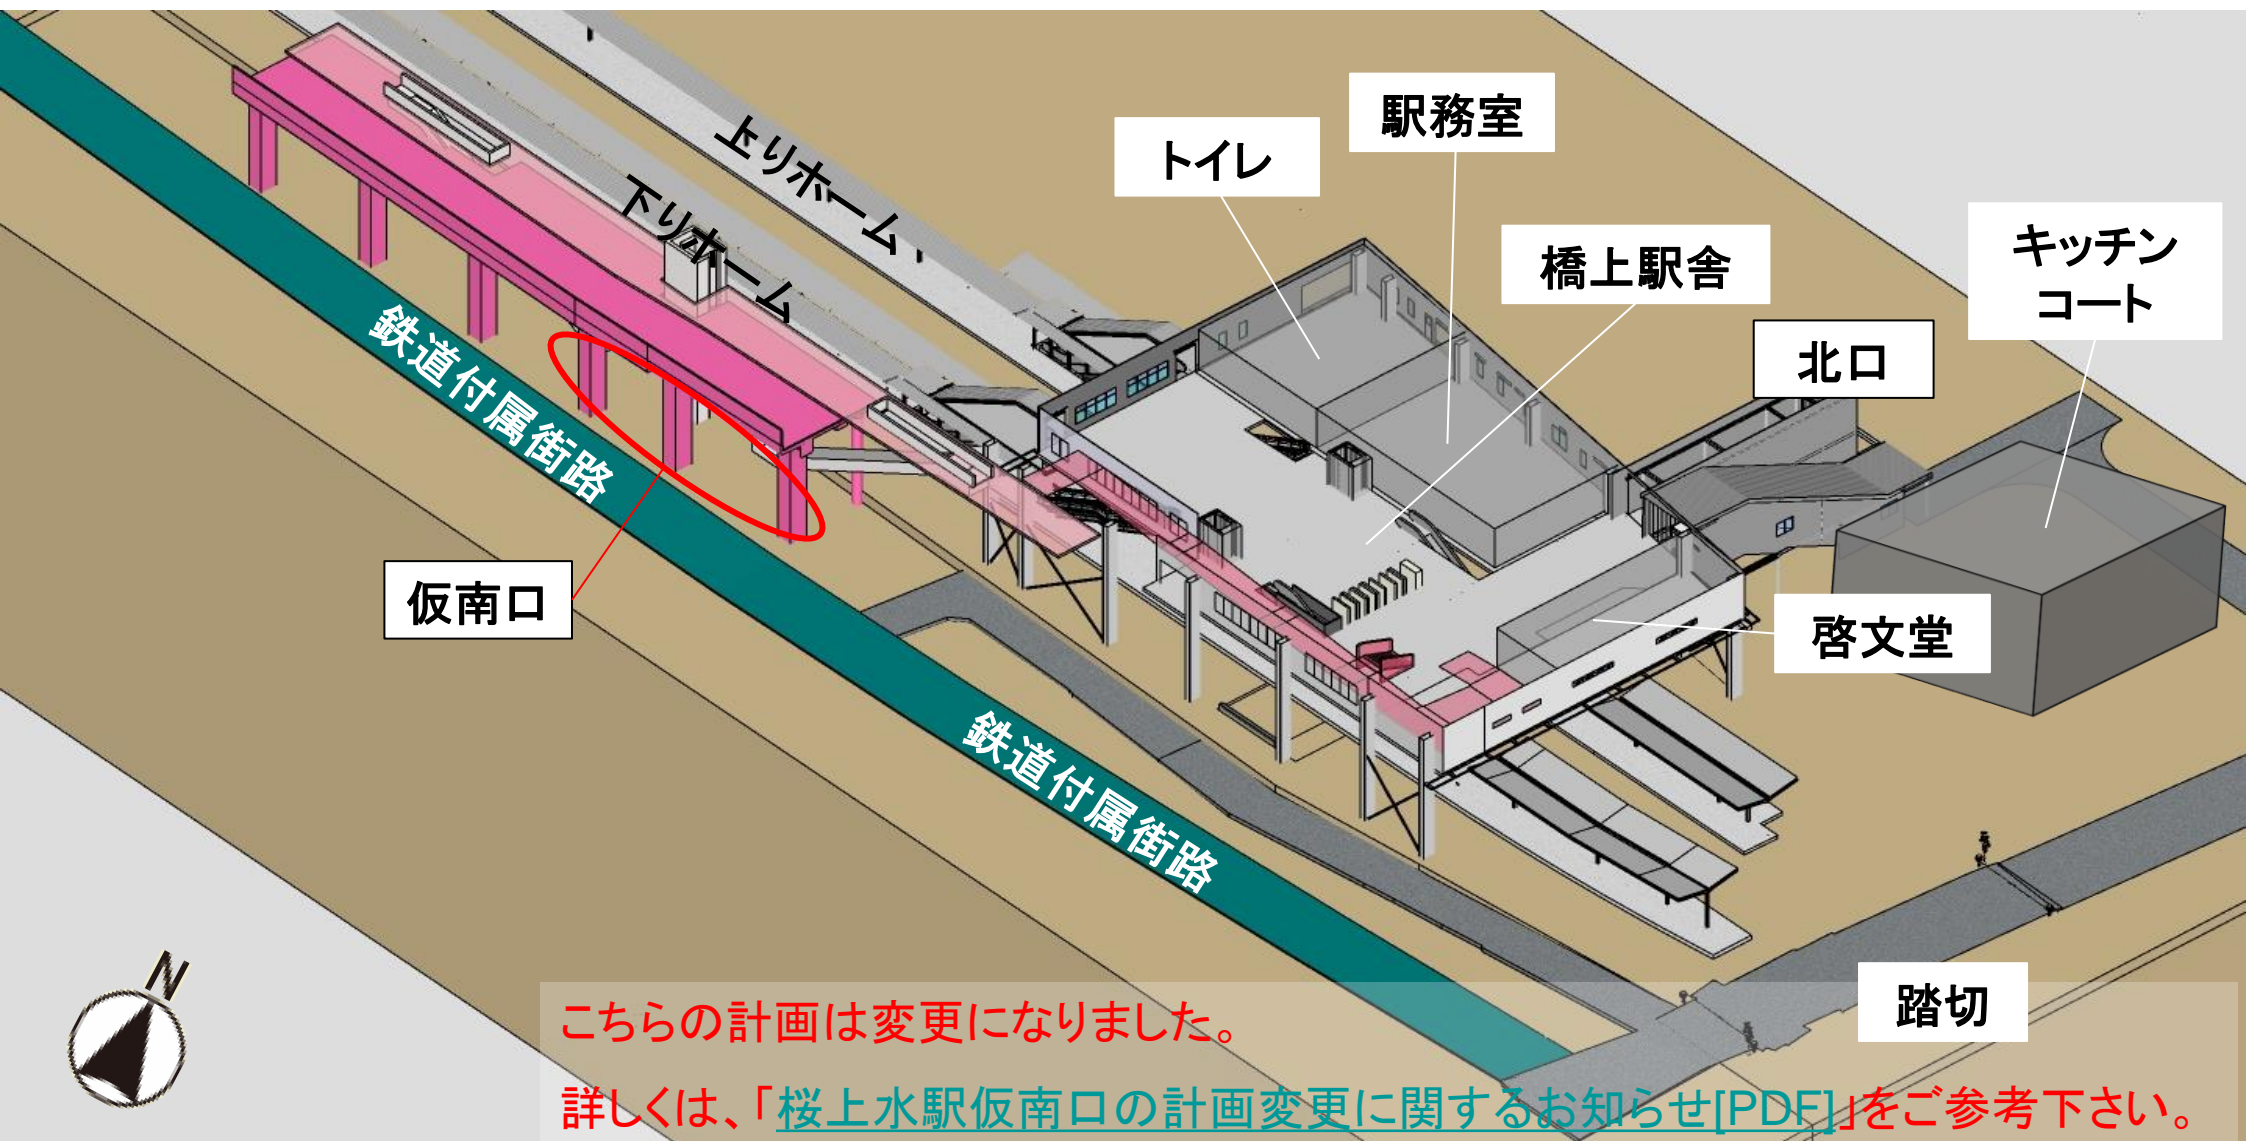 駅務室
トイレ
上りホーム
下りホーム
橋上駅舎
キッチン
コート
北口
鉄道付属街路
仮南口
啓文堂
鉄道付属街路
踏切
N
こちらの計画は変更になりました。
詳しくは、「桜上水駅仮南口の計画変更に関するお知らせ[PDF]」をご参考下さい。